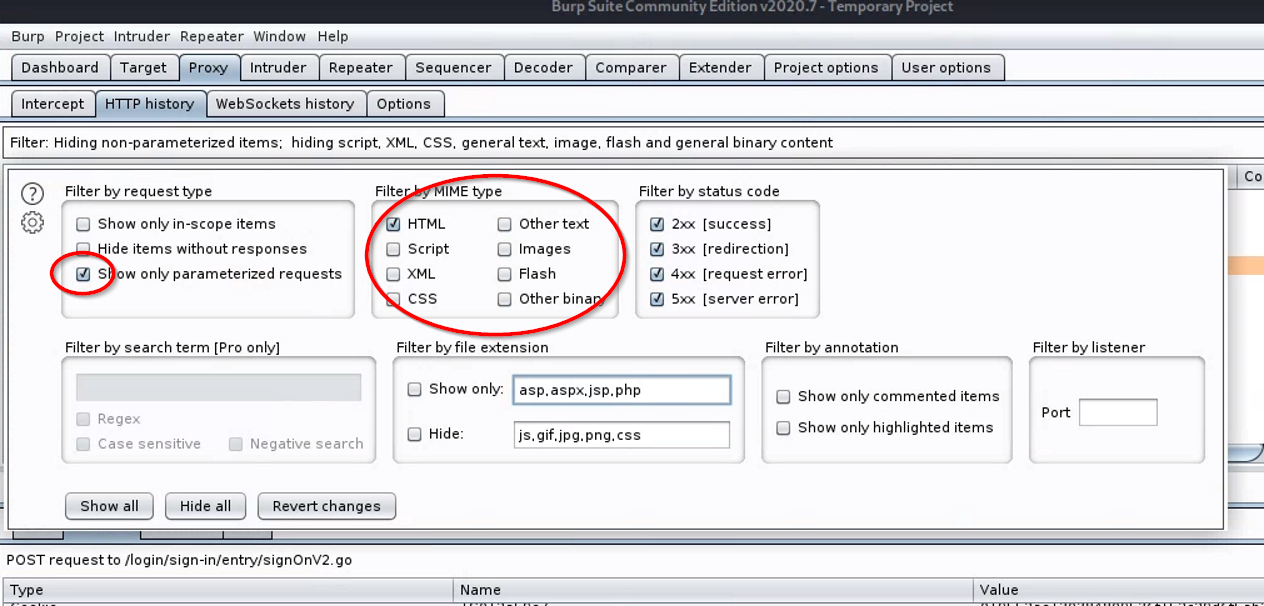 Burp Suite Community Edition v2020.7 - Temporary Project
Burp Project Intruder Repeater Window Help
Dashboard Target Proxy Intruder Repeater Sequencer Decoder Comparer Extender Project options User options
Intercept HTTP history WebSockets history Options
Filter: Hiding non-parameterized items; hiding script, XML, CSS, general text, image, flash and general binary content
Co
? Filter by request type
Show only in-scope items
Hide items without responses
Show only parameterized requests
Filter by MIME type
HTML Other text
Script Images
XML Flash
CSS Other binary
Filter by status code
2xx [success]
3xx [redirection]
4xx [request error]
5xx [server error]
Filter by search term [Pro only]
Regex
Case sensitive Negative search
Filter by file extension
Show only: asp,aspx,jsp,php
Hide: js,gif,jpg,png,css
Filter by annotation
Show only commented items
Show only highlighted items
Filter by listener
Port
Show all Hide all Revert changes
POST request to /login/sign-in/entry/signOnV2.go
Type Name Value